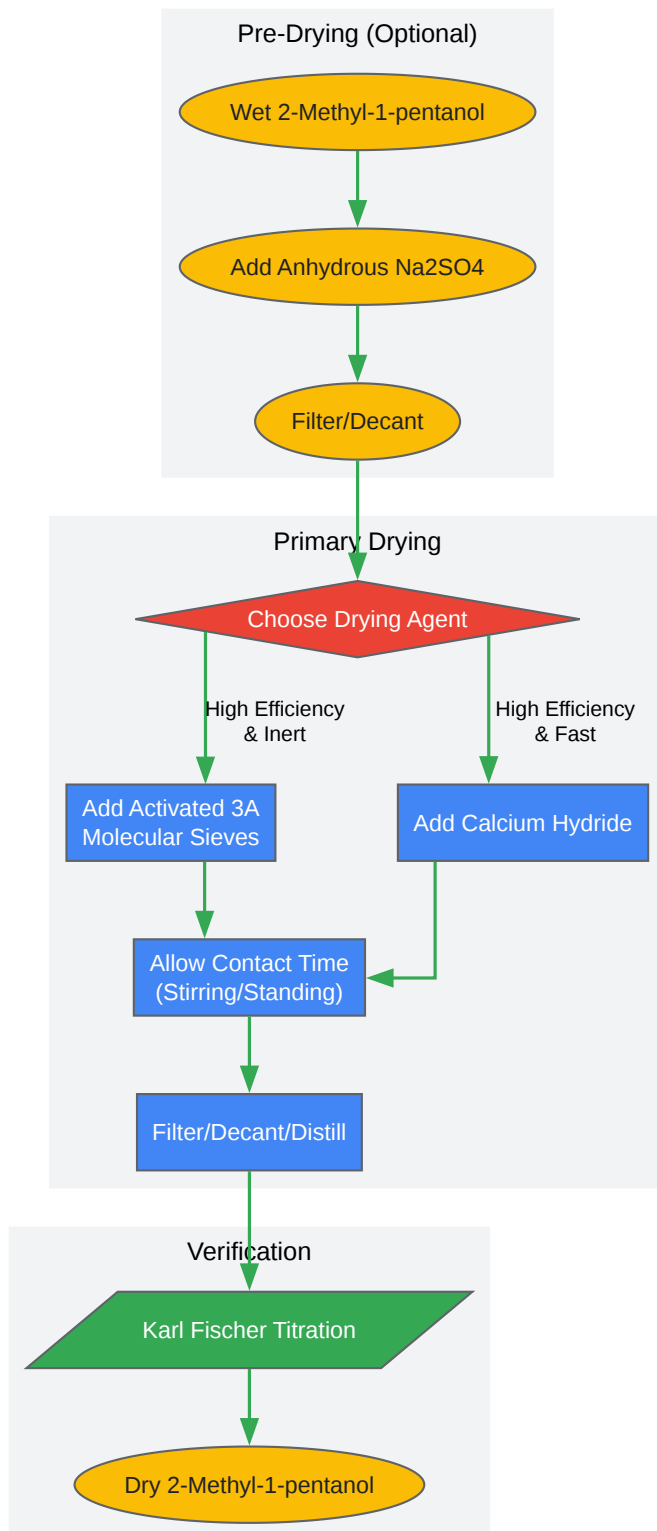 Pre-Drying (Optional)
Wet 2-Methyl-1-pentanol
Add Anhydrous Na2SO4
Filter/Decant
Primary Drying
Choose Drying Agent
High Efficiency
& Inert
High Efficiency
& Fast
Add Activated 3A
Molecular Sieves
Add Calcium Hydride
Allow Contact Time
(Stirring/Standing)
Filter/Decant/Distill
Verification
Karl Fischer Titration
Dry 2-Methyl-1-pentanol